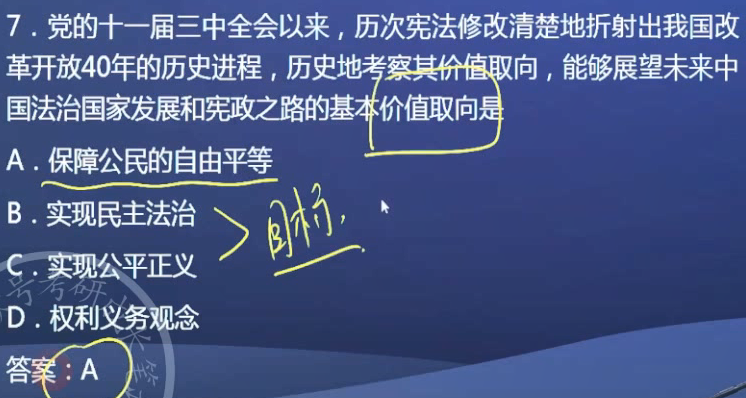 7．党的十一届三中全会以来，历次宪法修改清楚地折射出我国改
革开放40年的历史进程，历史地考察其价值取向，能够展望未来中
国法治国家发展和宪政之路的基本价值取向是
A．保障公民的自由平等
B．实现民主法治
目标，
C．实现公平正义
D．权利义务观念
答案：A